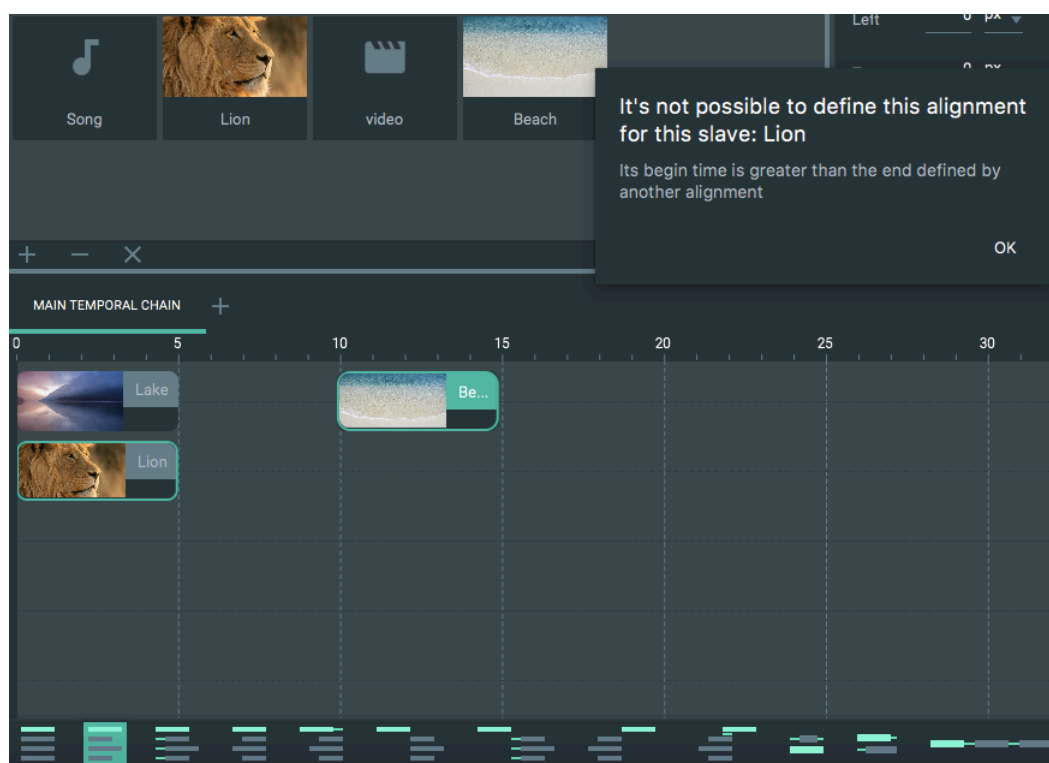 Left 0 px
0 px
Song
Lion
video
Beach
It's not possible to define this alignment
for this slave: Lion
Its begin time is greater than the end defined by
another alignment
OK
MAIN TEMPORAL CHAIN
0 5 10 15 20 25 30
Lake
Be...
Lion